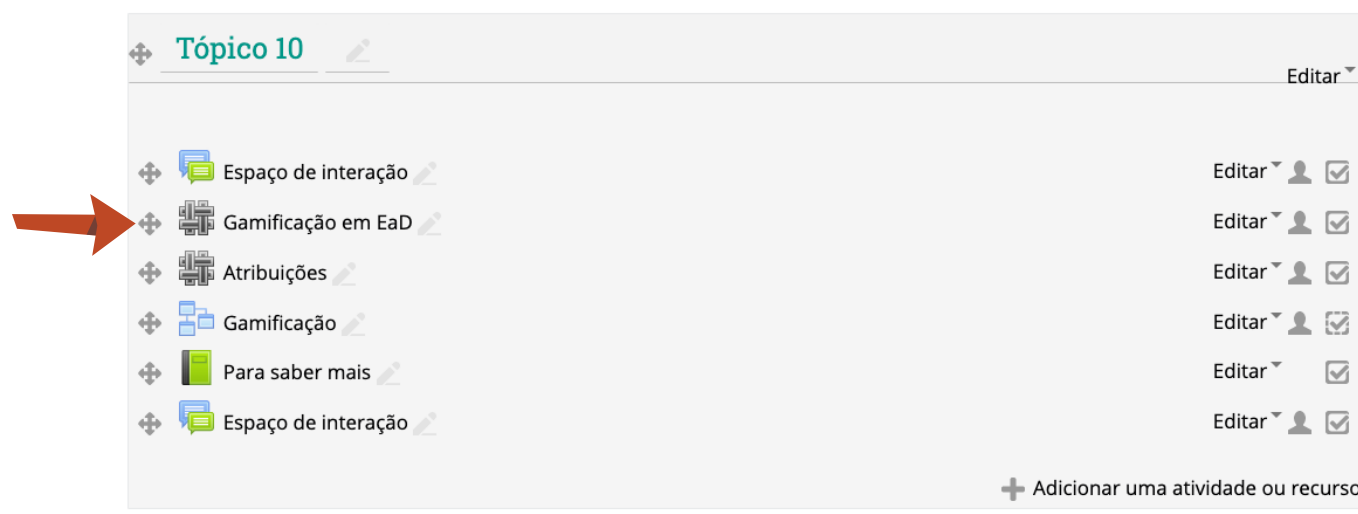 Tópico 10
Editar
Espaço de interação Editar
Gamificação em EaD Editar
Atribuições Editar
Gamificação Editar
Para saber mais Editar
Espaço de interação Editar
Adicionar uma atividade ou recurso